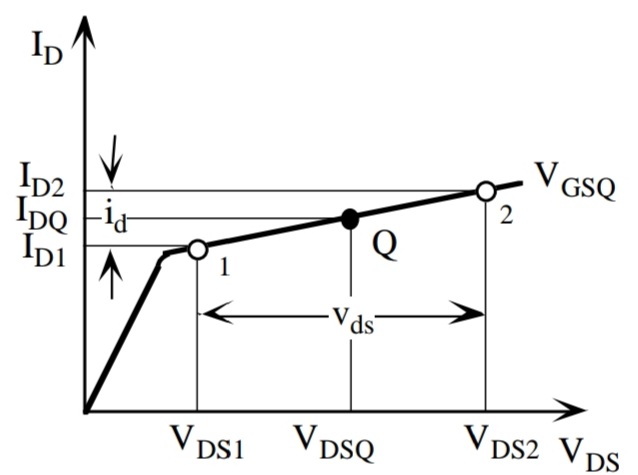 I_D
I_D2
V_GSQ
I_DQ
i_d
2
I_D1
Q
1
v_ds
V_DS1
V_DSQ
V_DS2
V_DS